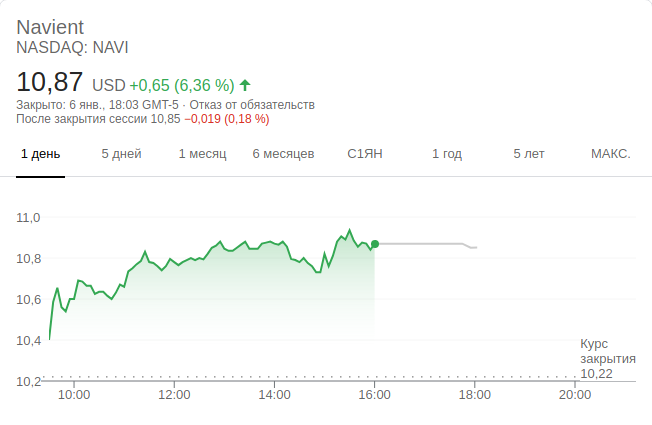 Navient
NASDAQ: NAVI
10,87 USD +0,65 (6,36 %)
Закрыто: 6 янв., 18:03 GMT-5 · Отказ от обязательств
После закрытия сессии 10,85 −0,019 (0,18 %)
1 день 5 дней 1 месяц 6 месяцев С1ЯН 1 год 5 лет МАКС.
11,0
10,8
10,6
10,4
Курс
закрытия
10,22
10,2
10:00 12:00 14:00 16:00 18:00 20:00